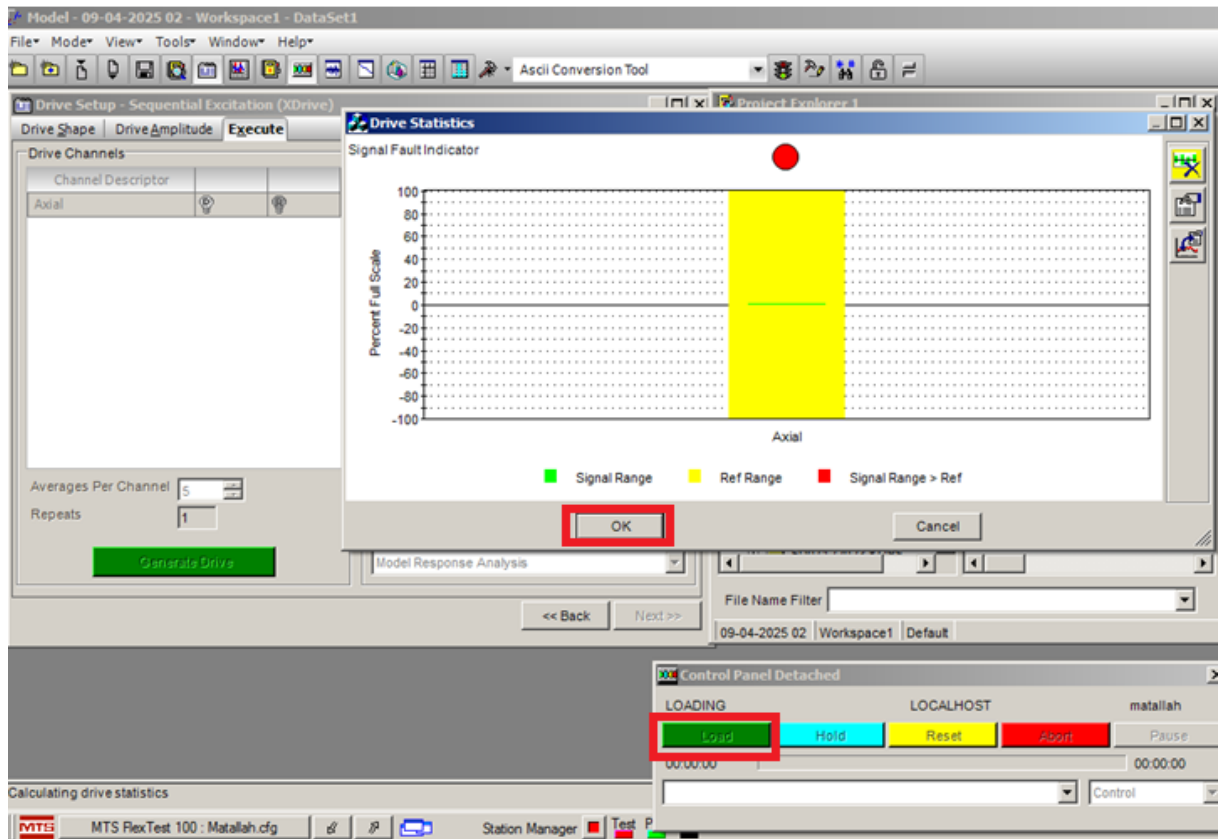 Model - 09-04-2025 02 - Workspace1 - DataSet1
File Mode View Tools Window Help
Ascii Conversion Tool
Drive Setup - Sequential Excitation (XDrive)
Project Explorer 1
Drive Shape Drive Amplitude Execute
Drive Channels
Channel Descriptor
Axial
Averages Per Channel 5
Repeats 1
Generate Drive
Model Response Analysis
<< Back Next >>
Drive Statistics
Signal Fault Indicator
Percent Full Scale
100
80
60
40
20
0
-20
-40
-60
-80
-100
Axial
Signal Range Ref Range Signal Range > Ref
OK Cancel
File Name Filter
09-04-2025 02 Workspace1 Default
Control Panel Detached
LOADING LOCALHOST matallah
Load Hold Reset Abort Pause
00:00:00 00:00:00
Control
Calculating drive statistics
MTS MTS FlexTest 100 : Matallah.cfg Station Manager Test